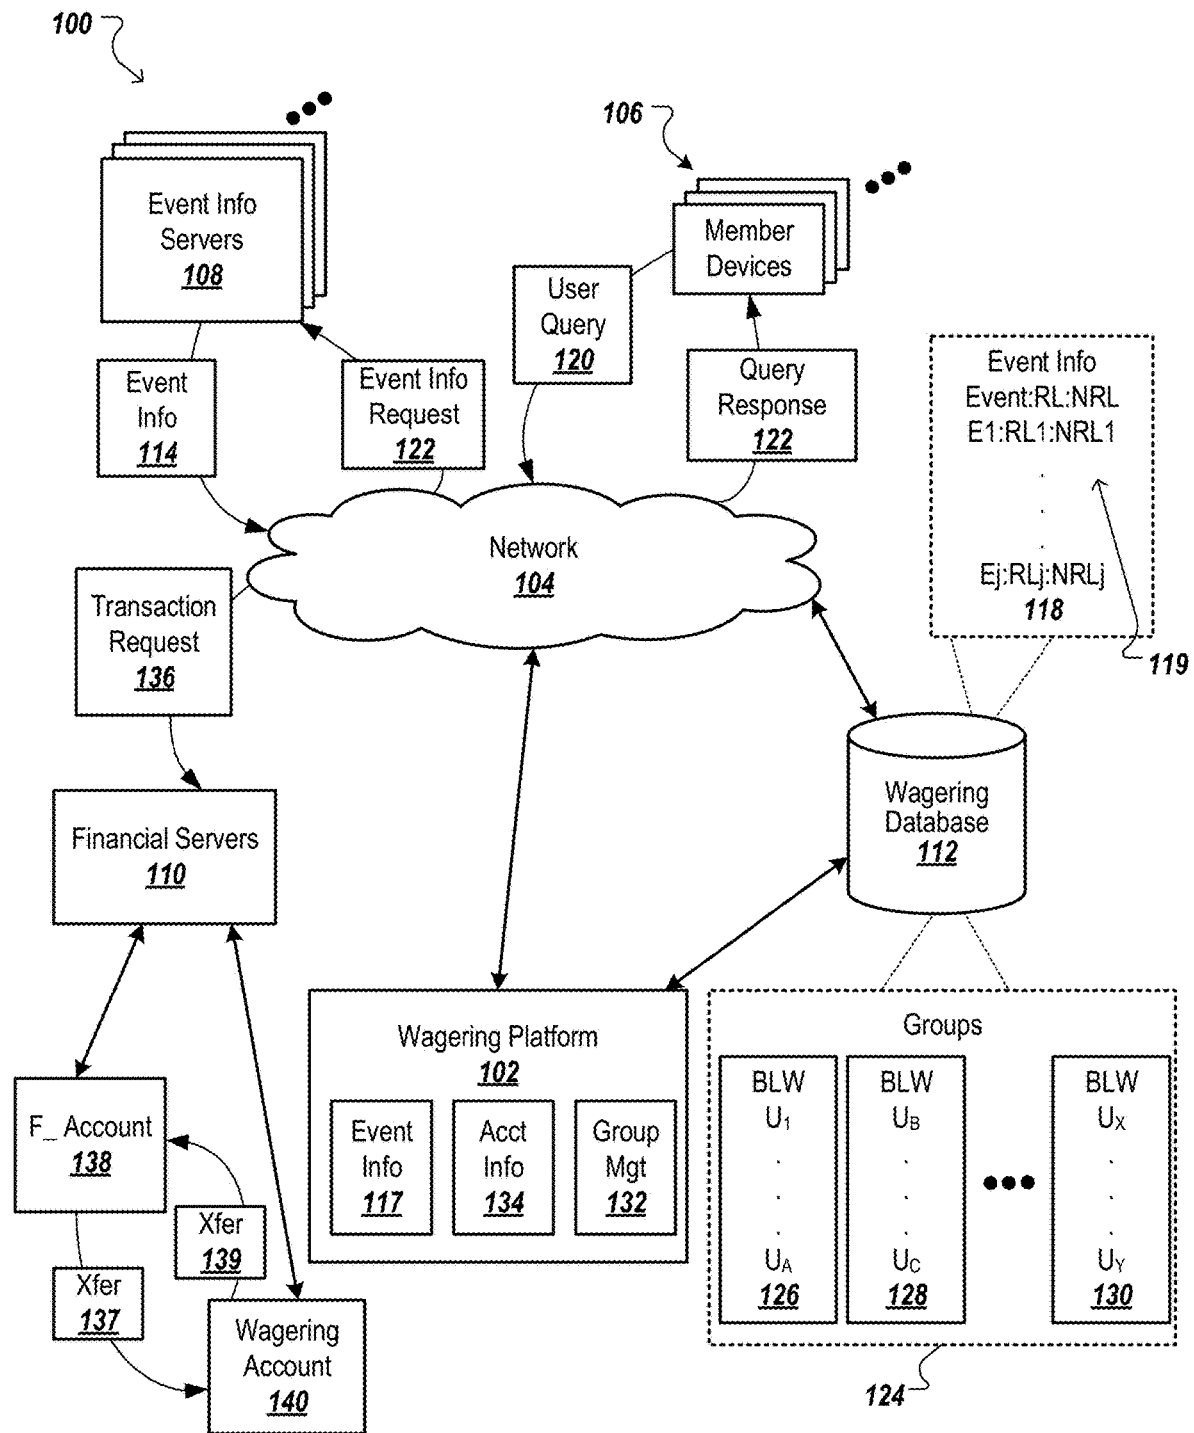 100
106
Event Info
Servers
108
Member
Devices
User
Query
120
Event
Info
114
Event Info
Request
122
Query
Response
122
Event Info
Event:RL:NRL
E1:RL1:NRL1
.
.
.
Ej:RLj:NRLj
118
119
Network
104
Transaction
Request
136
Financial Servers
110
Wagering
Database
112
Wagering Platform
102
Event
Info
117
Acct
Info
134
Group
Mgt
132
Groups
BLW
U1
.
.
.
UA
126
BLW
UB
.
.
.
UC
128
BLW
UX
.
.
.
UY
130
124
F_ Account
138
Xfer
139
Xfer
137
Wagering
Account
140